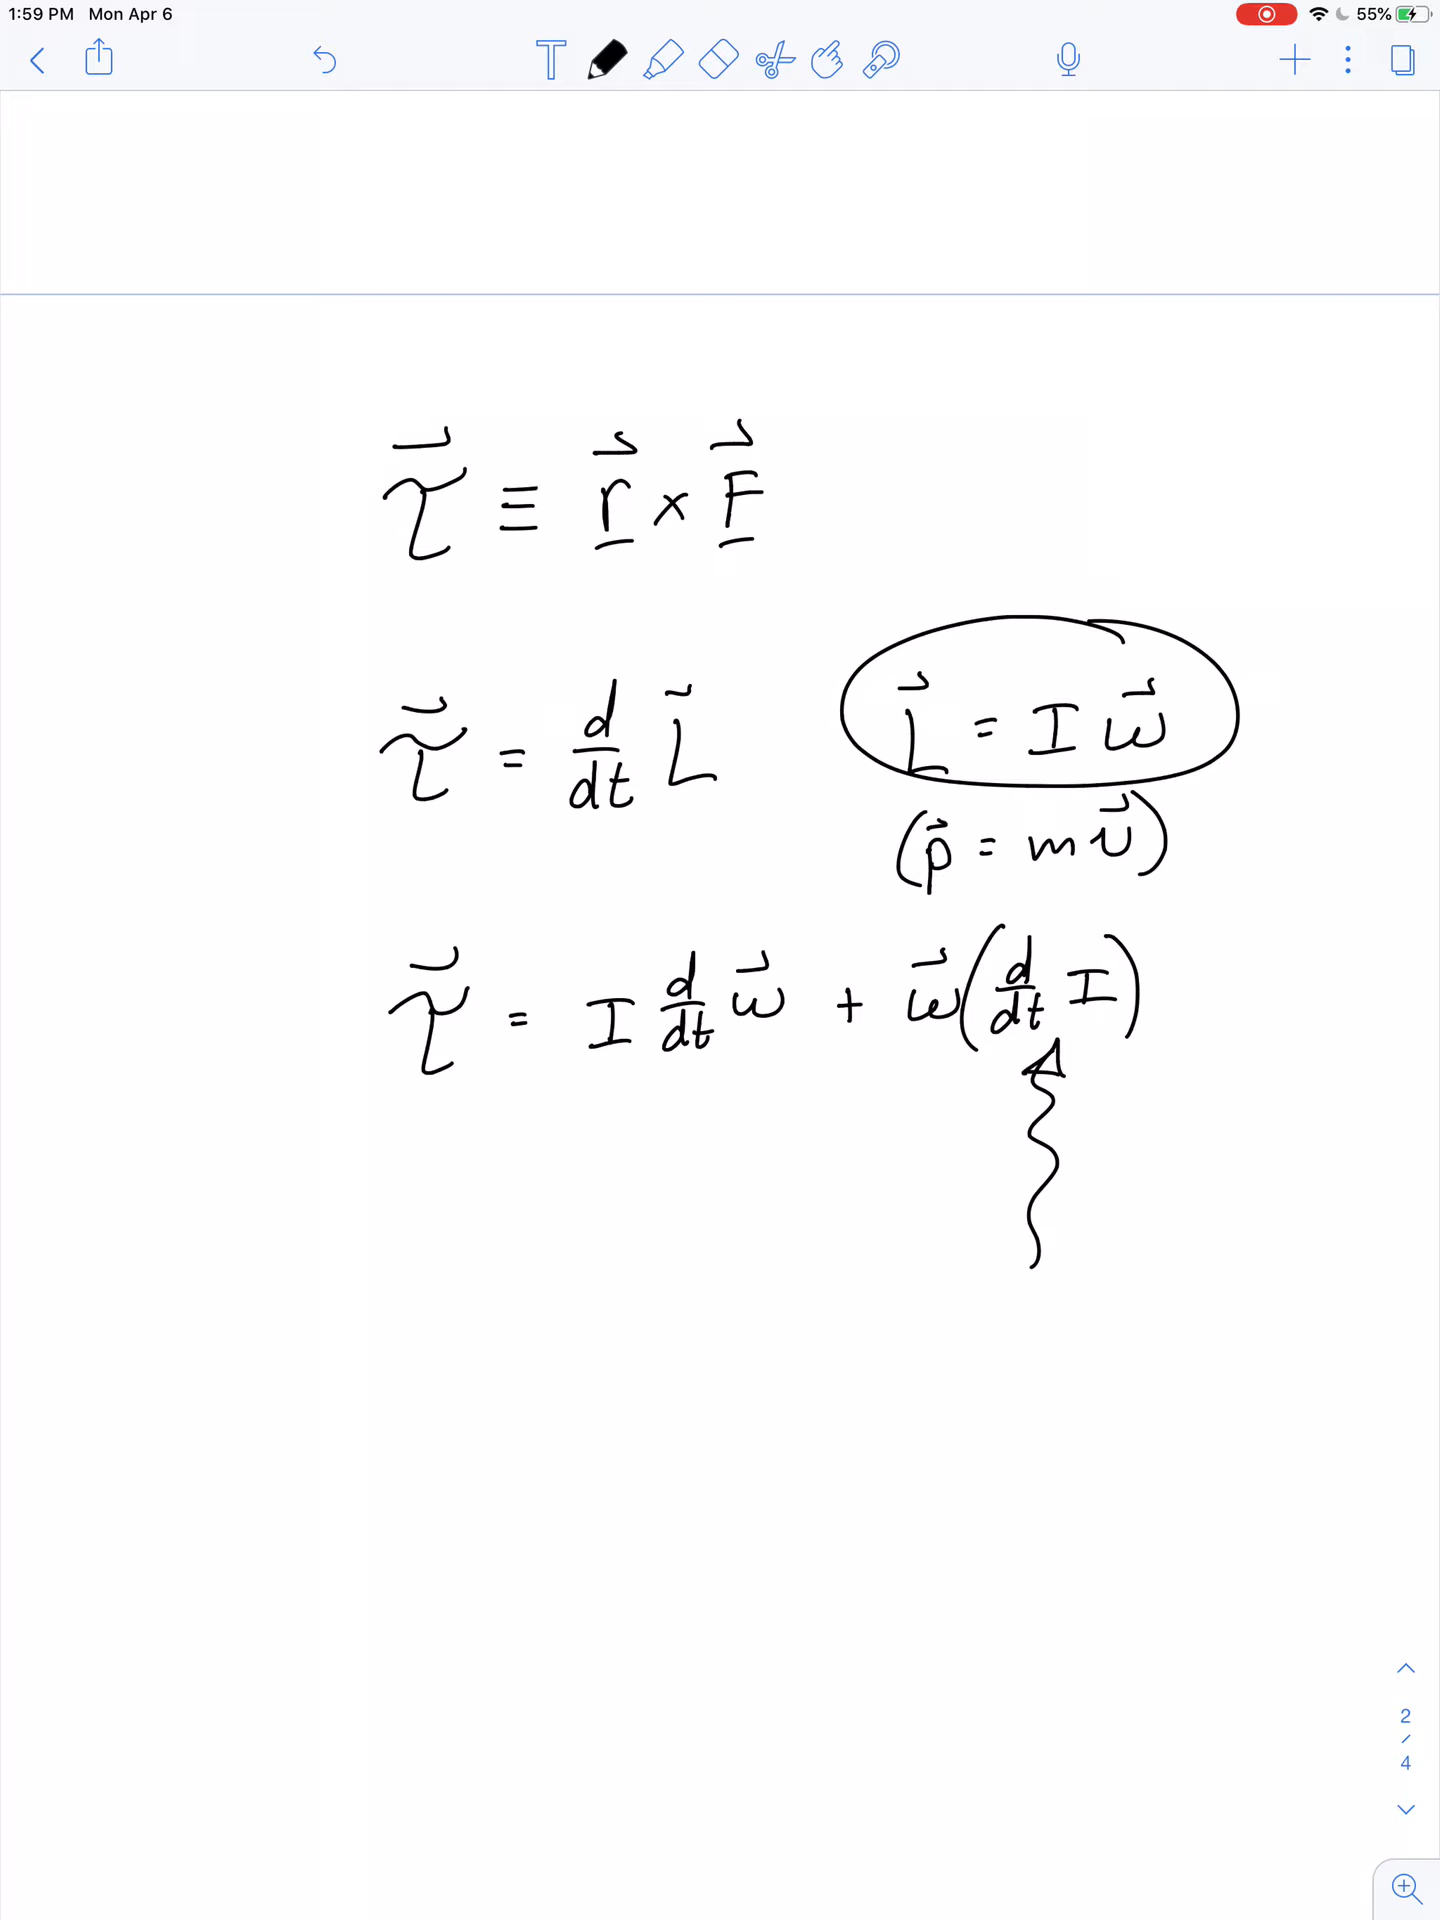 1:59 PM Mon Apr 6 55%
T
τ⃗ ≡ r⃗ × F⃗
τ⃗ = d/dt L⃗ L⃗ = I ω⃗
(p⃗ = m v⃗)
τ⃗ = I d/dt ω⃗ + ω⃗ (d/dt I)
2
/
4